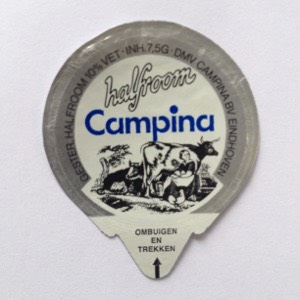 GESTER. HALFROOM 10% VET - INH. 7,5G - DMV CAMPINA BV EINDHOVEN
halfroom
Campina
OMBUIGEN
EN
TREKKEN